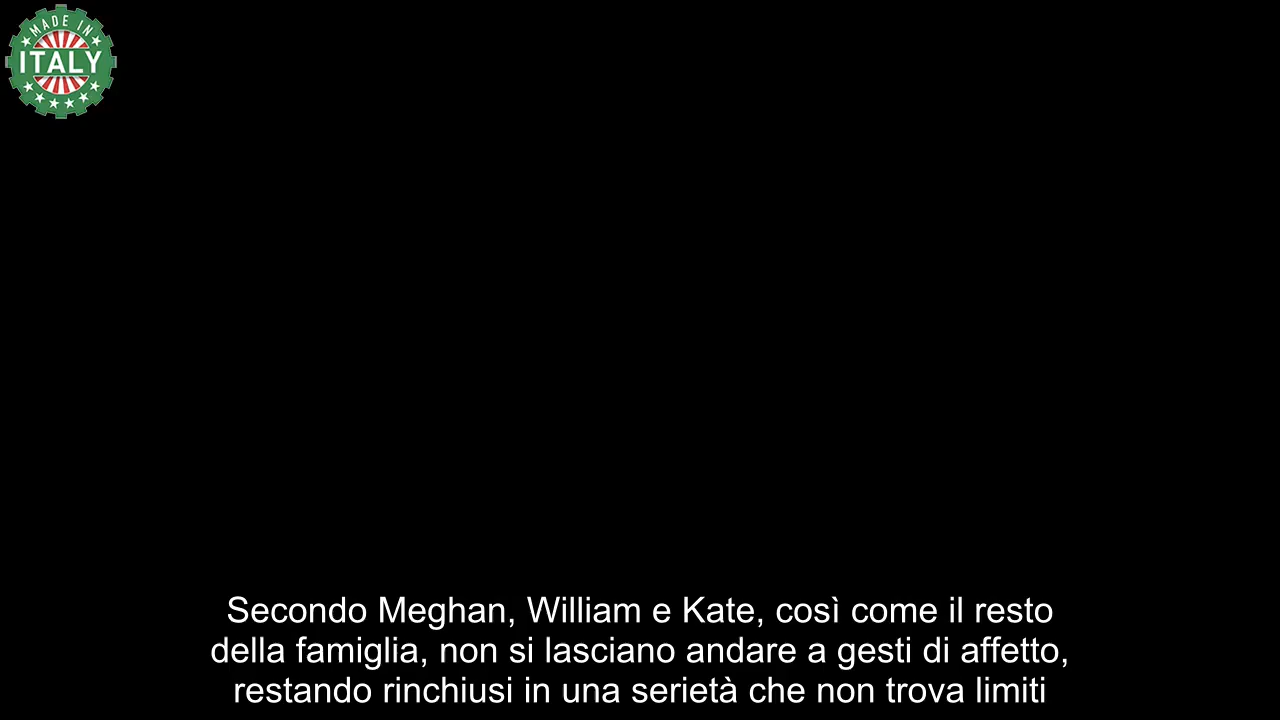 MADE IN
ITALY
Secondo Meghan, William e Kate, così come il resto
della famiglia, non si lasciano andare a gesti di affetto,
restando rinchiusi in una serietà che non trova limiti